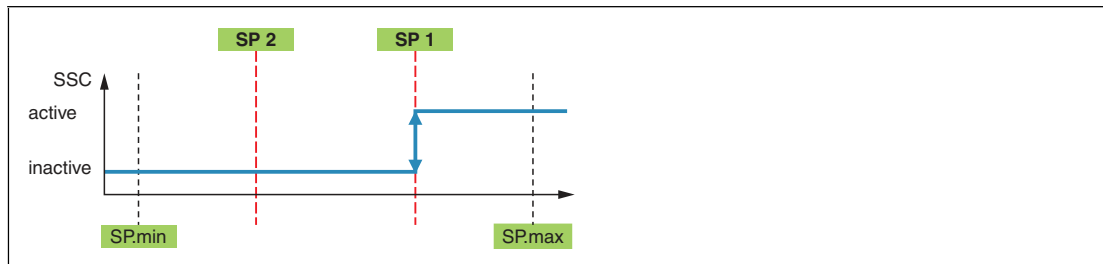 SP 2
SP 1
SSC
active
inactive
SP.min
SP.max